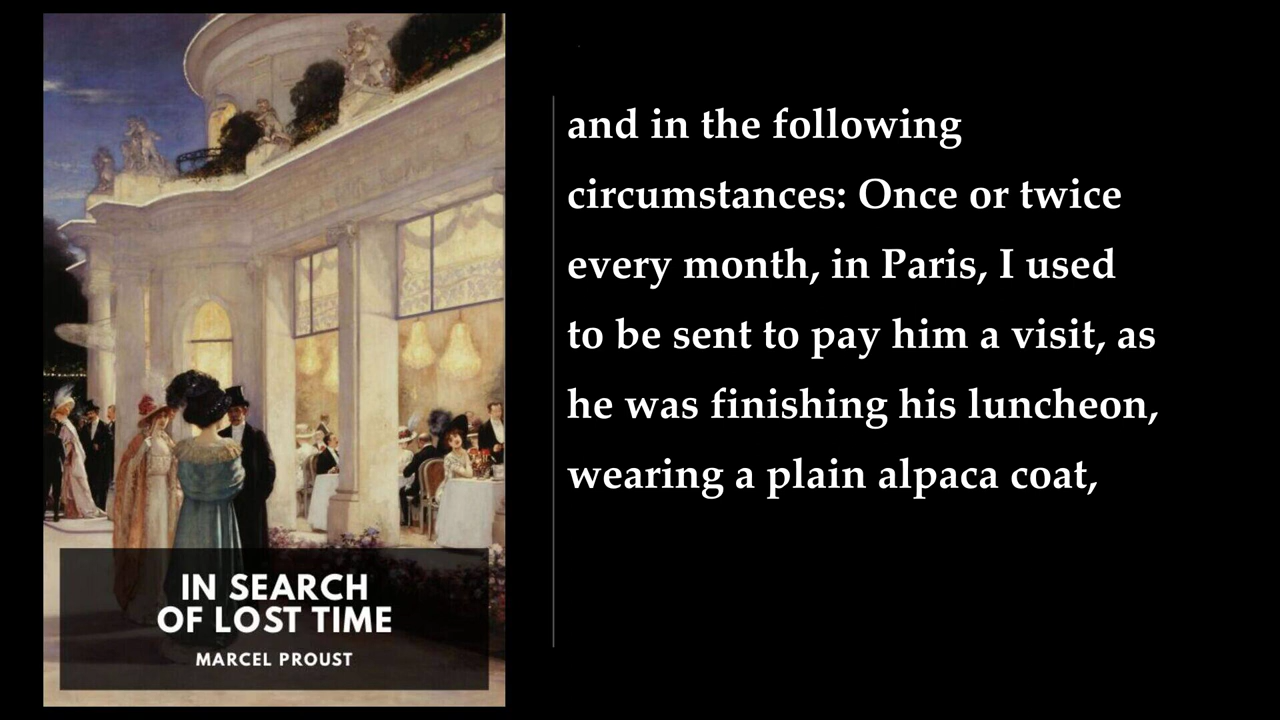 IN SEARCH
OF LOST TIME
MARCEL PROUST
and in the following
circumstances: Once or twice
every month, in Paris, I used
to be sent to pay him a visit, as
he was finishing his luncheon,
wearing a plain alpaca coat,